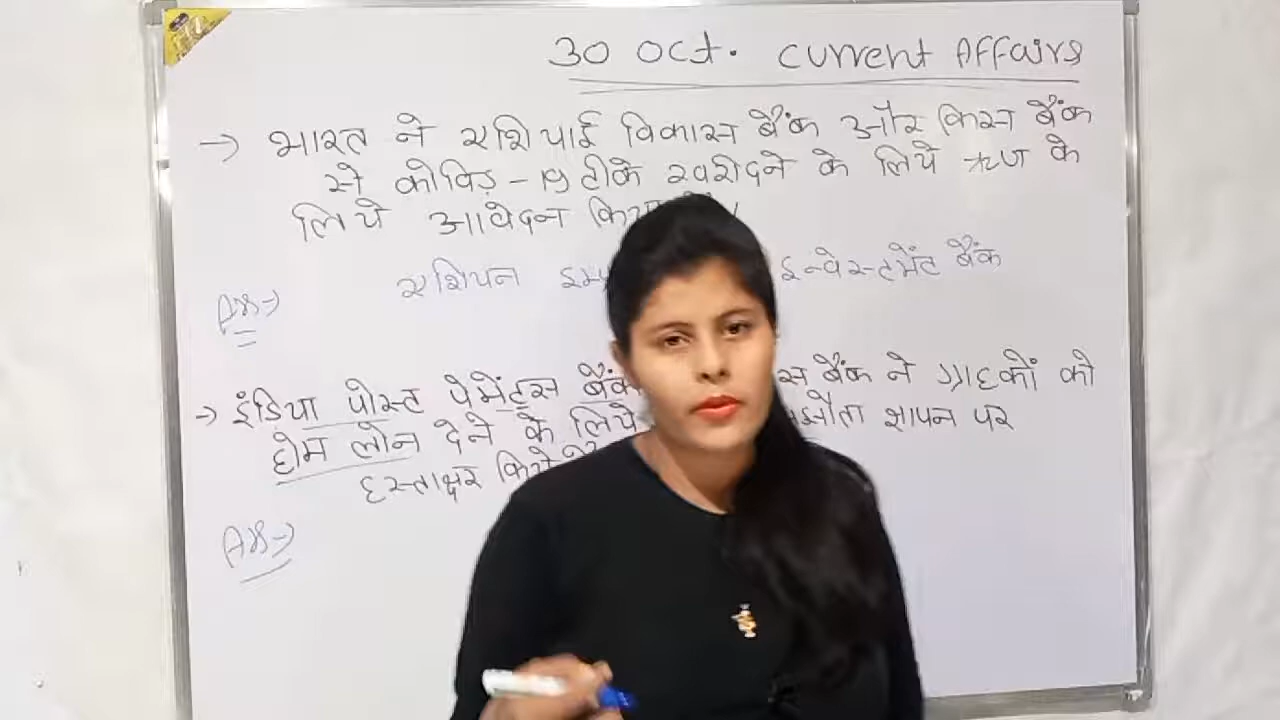 30 Oct. Current Affairs
→ भारत ने एशियाई विकास बैंक और किस बैंक
से कोविड़ -19 टीके खरीदने के लिये ऋण के
लिये आवेदन
Ans→ एशियन इन्वेस्टमेंट बैंक
→ इंडिया पोस्ट पेमेंट्स बैंक बैंक ने ग्राहकों को
होम लोन देने के लिये ज्ञापन पर
हस्ताक्षर किये
Ans→